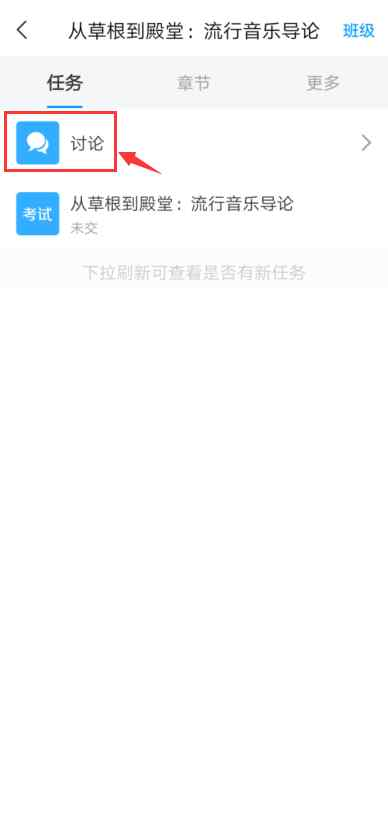 从草根到殿堂：流行音乐导论 班级
任务 章节 更多
讨论
考试 从草根到殿堂：流行音乐导论
未交
下拉刷新可查看是否有新任务